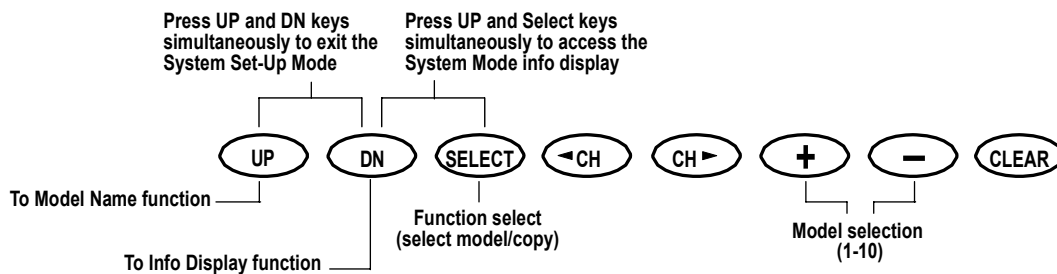 Press UP and DN keys
simultaneously to exit the
System Set-Up Mode
Press UP and Select keys
simultaneously to access the
System Mode info display
UP
DN
SELECT
◄CH
CH►
+
−
CLEAR
To Model Name function
Function select
(select model/copy)
Model selection
(1-10)
To Info Display function